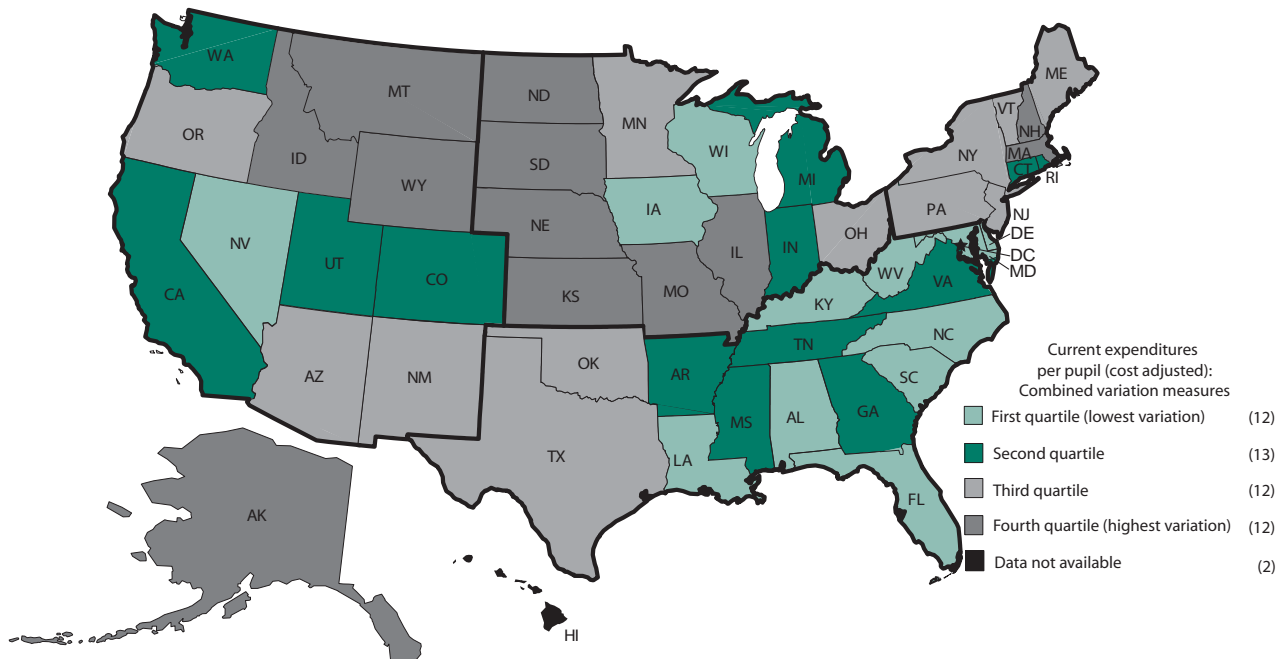 WA
MT
ND
MN
ME
VT
NH
OR
ID
WY
SD
WI
MI
NY
MA
CT
RI
NV
UT
CO
NE
IA
IL
IN
OH
PA
NJ
DE
DC
MD
CA
KS
MO
KY
WV
VA
AZ
NM
OK
AR
TN
NC
SC
TX
LA
MS
AL
GA
FL
AK
HI
Current expenditures
per pupil (cost adjusted):
Combined variation measures
First quartile (lowest variation) (12)
Second quartile (13)
Third quartile (12)
Fourth quartile (highest variation) (12)
Data not available (2)